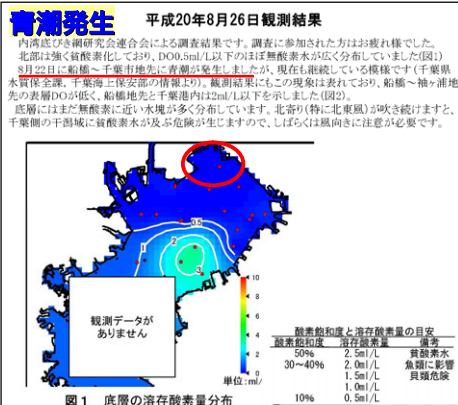 青潮発生
平成20年8月26日観測結果
内湾底びき網研究会連合会による調査結果です。調査に参加された方はお疲れ様でした。
北部は強く貧酸素化しており、DO0.5ml/L以下のほぼ無酸素水が広く分布していました(図1)
8月22日に船橋~千葉市地先に青潮が発生しましたが、現在も継続している模様です(千葉県
水質保全課、千葉海上保安部の情報より)。観測結果にもこの現象は表れており、船橋~袖ヶ浦地
先の表層DOが低く、船橋地先と千葉港内は2ml/L以下を示しました(図2)。
底層にはまだ無酸素に近い水塊が多く分布しています。北寄り(特に北東風)が吹き続けますと、
千葉側の干潟域に貧酸素水が及ぶ危険が生じますので、しばらくは風向きに注意が必要です。
0.5
1
2
3
観測データが
ありません
10
8
6
4
3
2
1
0
単位:ml/
図1 底層の溶存酸素量分布
酸素飽和度と溶存酸素量の目安
酸素飽和度 溶存酸素量 備考
50% 2.5ml/L 貧酸素水
30~40% 2.0ml/L 魚類に影響
1.5ml/L 貝類危険
1.0ml/L
10% 0.5ml/L